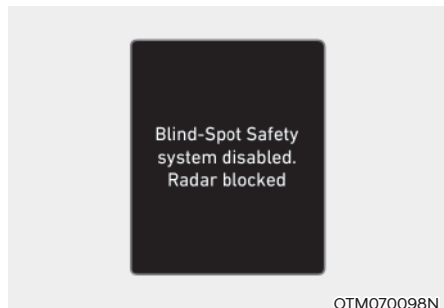 Blind-Spot Safety
system disabled.
Radar blocked
OTM070098N